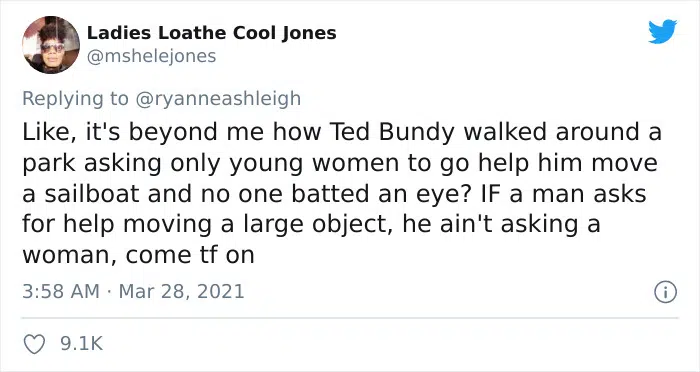 Ladies Loathe Cool Jones
@mshelejones
Replying to @ryanneashleigh
Like, it's beyond me how Ted Bundy walked around a
park asking only young women to go help him move
a sailboat and no one batted an eye? IF a man asks
for help moving a large object, he ain't asking a
woman, come tf on
3:58 AM · Mar 28, 2021
9.1K